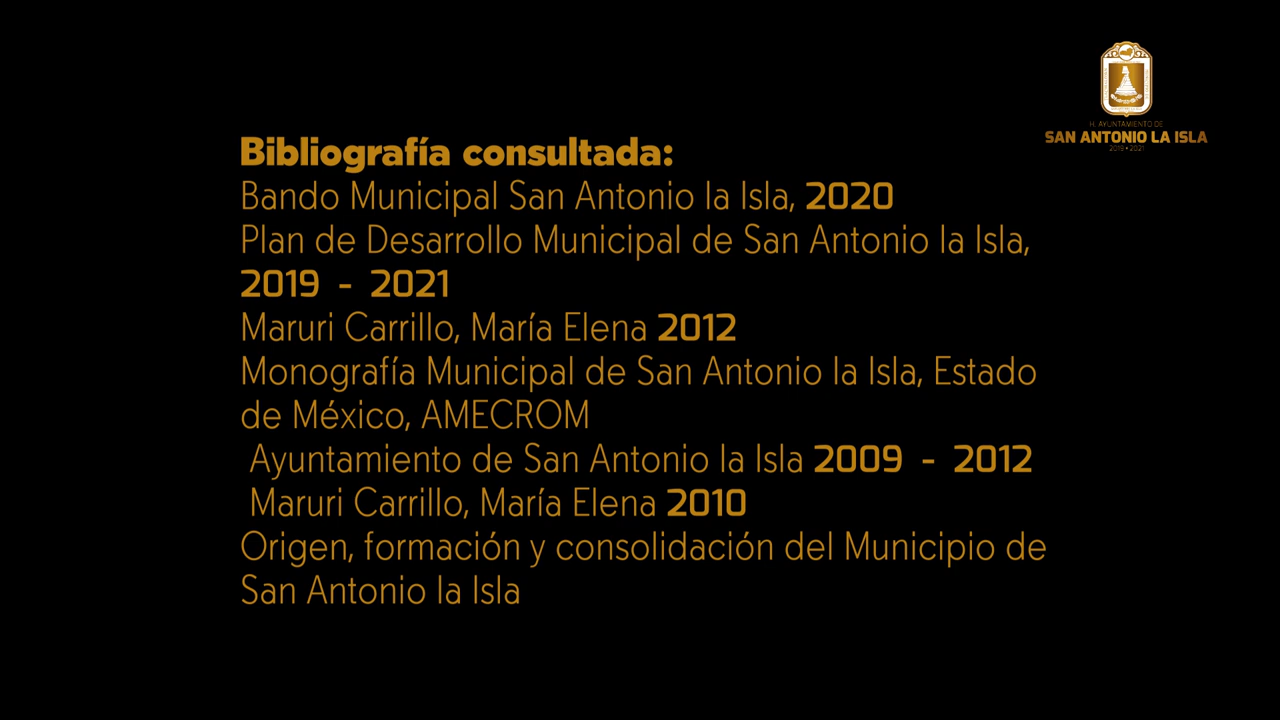 H. AYUNTAMIENTO DE
SAN ANTONIO LA ISLA
2019 • 2021
Bibliografía consultada:
Bando Municipal San Antonio la Isla, 2020
Plan de Desarrollo Municipal de San Antonio la Isla,
2019 - 2021
Maruri Carrillo, María Elena 2012
Monografía Municipal de San Antonio la Isla, Estado
de México, AMECROM
Ayuntamiento de San Antonio la Isla 2009 - 2012
Maruri Carrillo, María Elena 2010
Origen, formación y consolidación del Municipio de
San Antonio la Isla